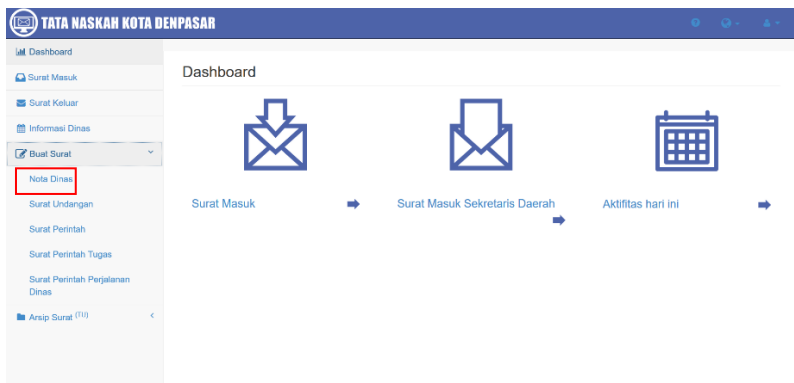 TATA NASKAH KOTA DENPASAR
Dashboard
Surat Masuk
Surat Keluar
Informasi Dinas
Buat Surat
Nota Dinas
Surat Undangan
Surat Perintah
Surat Perintah Tugas
Surat Perintah Perjalanan
Dinas
Arsip Surat (TU)
Dashboard
Surat Masuk
Surat Masuk Sekretaris Daerah
Aktifitas hari ini